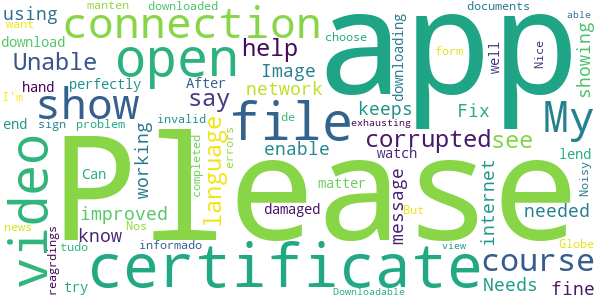 want manten downloaded documents
using connection app choose downloading
download open able
Unable help Image form well Nice showing
hand perfectly After network
show say file keeps Fix My
end sign problem invalid de errors exhausting
video working Please language enable corrupted see
Can completed watch message internet lend
I'm improved damaged matter But needed Noisy
know Nos
news tudo informado view Globe
reagrdings try certificate course
Needs fine
Downloadable